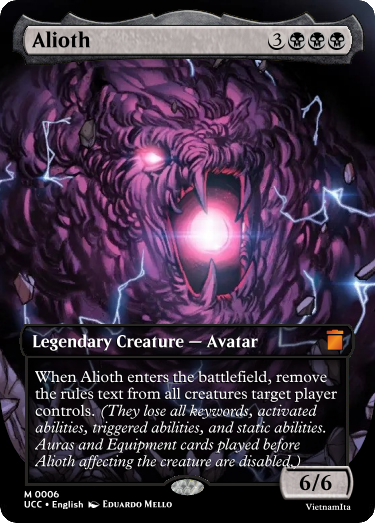 Alioth 3
Legendary Creature — Avatar
When Alioth enters the battlefield, remove
the rules text from all creatures target player
controls. (They lose all keywords, activated
abilities, triggered abilities, and static abilities.
Auras and Equipment cards played before
Alioth affecting the creature are disabled.)
6/6
M 0006
UCC • English Eduardo Mello
VietnamIta